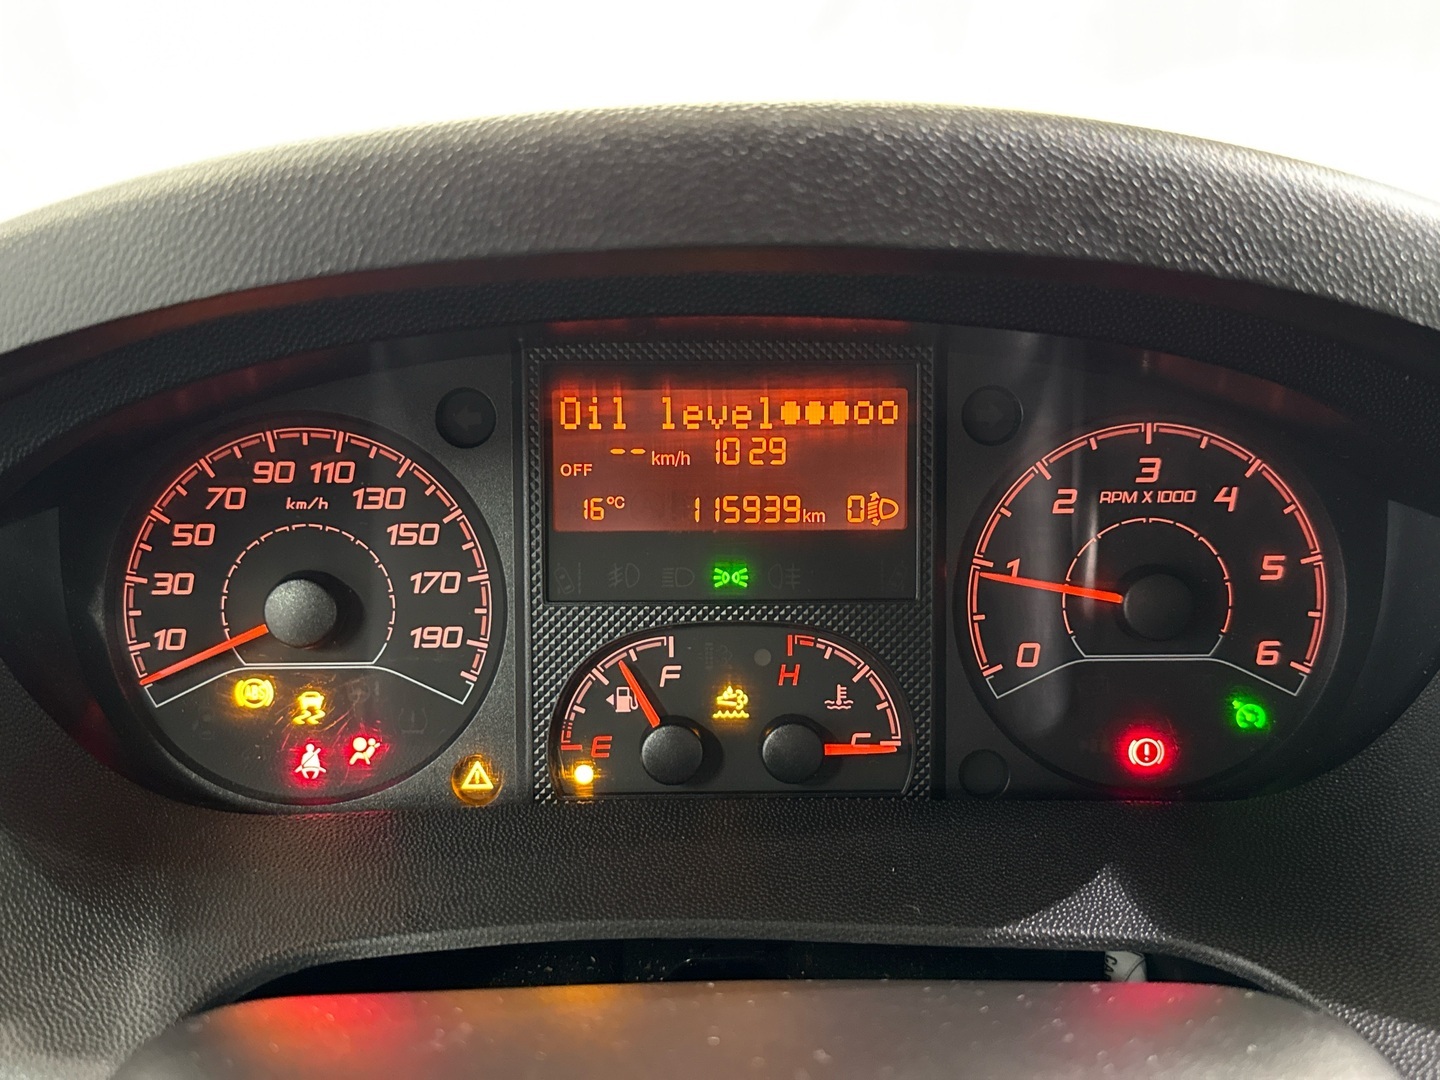 Oil level
OFF -- km/h 10 29
16°C 115939km 0
10 30 50 70 90 110 130 150 170 190
km/h
0 1 2 3 4 5 6
RPM X 1000
E F
H C
ABS